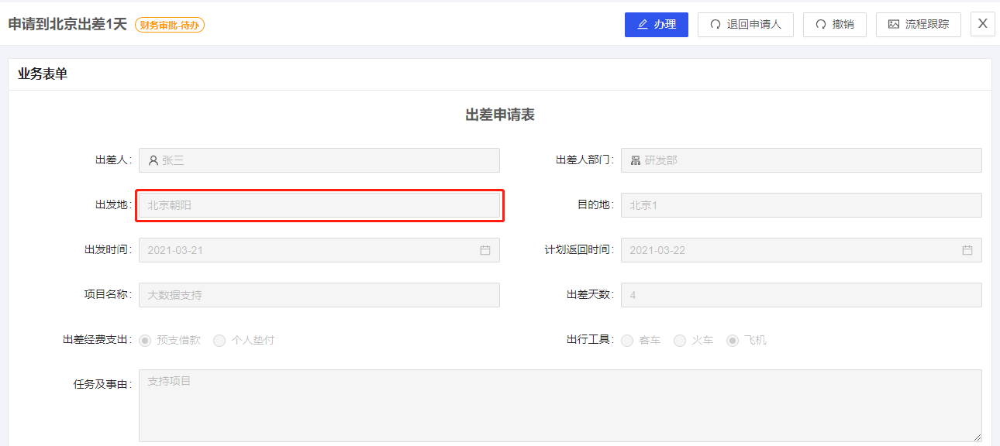 申请到北京出差1天 财务审批-待办 办理 退回申请人 撤销 流程跟踪 X
业务表单
出差申请表
出差人: 张三 出差人部门: 研发部
出发地: 北京朝阳 目的地: 北京1
出发时间: 2021-03-21 计划返回时间: 2021-03-22
项目名称: 大数据支持 出差天数: 4
出差经费支出: 预支借款 个人垫付 出行工具: 客车 火车 飞机
任务及事由: 支持项目